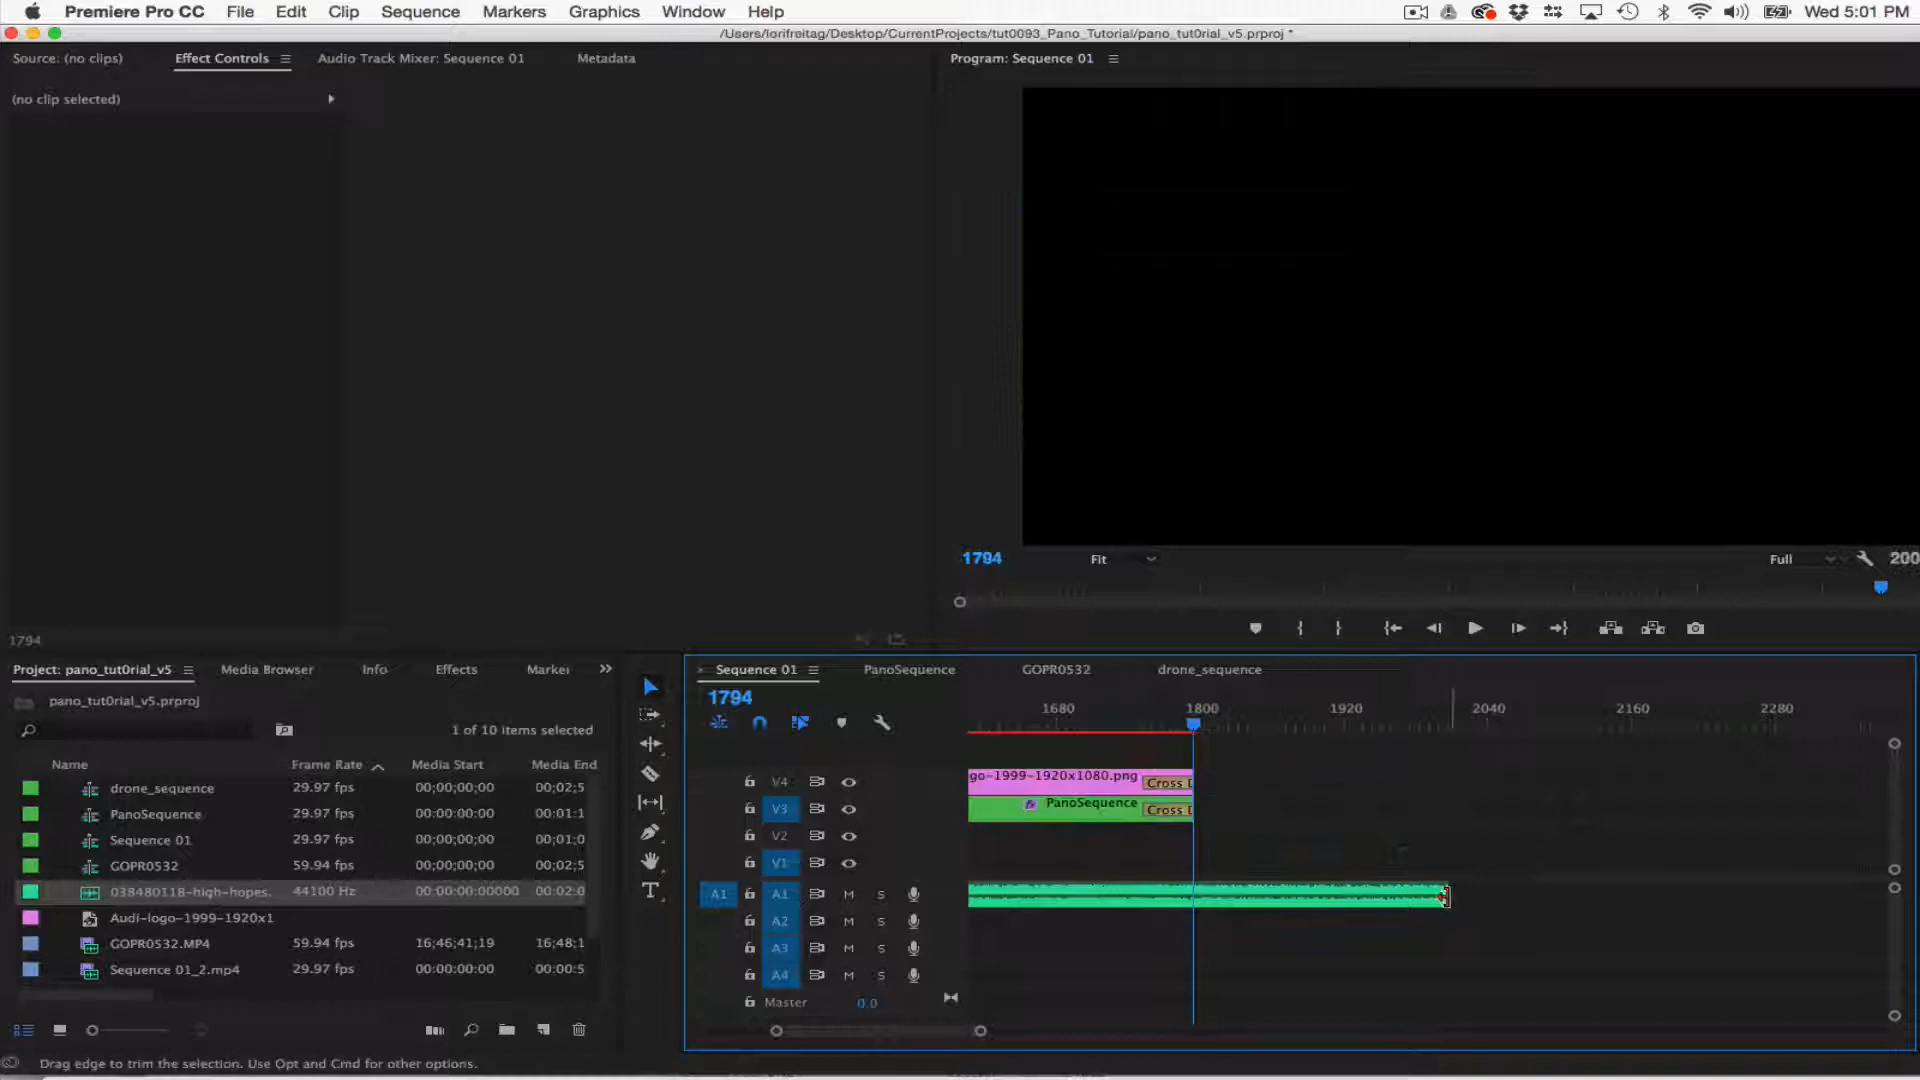 Premiere Pro CC File Edit Clip Sequence Markers Graphics Window Help Wed 5:01 PM
/Users/lorifreitag/Desktop/CurrentProjects/tut0093_Pano_Tutorial/pano_tut0rial_v5.prproj *
Source: (no clips) Effect Controls Audio Track Mixer: Sequence 01 Metadata Program: Sequence 01
(no clip selected)
1794 Fit Full 200
1794
Project: pano_tut0rial_v5 Media Browser Info Effects Marker Sequence 01 PanoSequence GOPR0532 drone_sequence
pano_tut0rial_v5.prproj
1794
1680 1800 1920 2040 2160 2280
1 of 10 items selected
Name Frame Rate Media Start Media End
drone_sequence 29.97 fps 00;00;00;00 00;02;5
PanoSequence 29.97 fps 00:00:00:00 00:01:1
Sequence 01 29.97 fps 00;00;00;00 00;01;0
GOPR0532 59.94 fps 00;00;00;00 00;02;5
038480118-high-hopes. 44100 Hz 00:00:00:00000 00:02:0
Audi-logo-1999-1920x1
GOPR0532.MP4 59.94 fps 16;46;41;19 16;48;1
Sequence 01_2.mp4 29.97 fps 00:00:00:00 00:00:5
V4 go-1999-1920x1080.png Cross D
V3 fx PanoSequence Cross D
V2
V1
A1 A1 M S
A2 M S
A3 M S
A4 M S
Master 0.0
Drag edge to trim the selection. Use Opt and Cmd for other options.